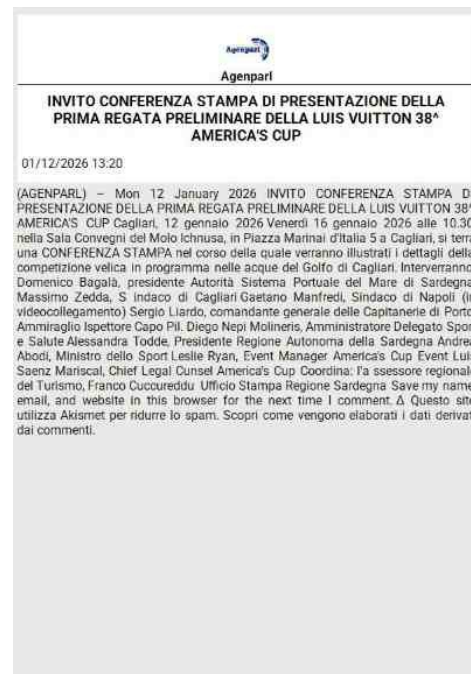 Agenparl
Agenparl
INVITO CONFERENZA STAMPA DI PRESENTAZIONE DELLA
PRIMA REGATA PRELIMINARE DELLA LUIS VUITTON 38^
AMERICA'S CUP
01/12/2026 13:20
(AGENPARL) – Mon 12 January 2026 INVITO CONFERENZA STAMPA D
PRESENTAZIONE DELLA PRIMA REGATA PRELIMINARE DELLA LUIS VUITTON 38^
AMERICA'S CUP Cagliari, 12 gennaio 2026 Venerdì 16 gennaio 2026 alle 10.30
nella Sala Convegni del Molo Ichnusa, in Piazza Marinai d'Italia 5 a Cagliari, si terrà
una CONFERENZA STAMPA nel corso della quale verranno illustrati i dettagli della
competizione velica in programma nelle acque del Golfo di Cagliari. Interverranno
Domenico Bagalà, presidente Autorità Sistema Portuale del Mare di Sardegna
Massimo Zedda, S indaco di Cagliari Gaetano Manfredi, Sindaco di Napoli (in
videocollegamento) Sergio Liardo, comandante generale delle Capitanerie di Porto
Ammiraglio Ispettore Capo Pil. Diego Nepi Molineris, Amministratore Delegato Spor
e Salute Alessandra Todde, Presidente Regione Autonoma della Sardegna Andrea
Abodi, Ministro dello Sport Leslie Ryan, Event Manager America's Cup Event Luis
Saenz Mariscal, Chief Legal Cunsel America's Cup Coordina: l'a ssessore regionale
del Turismo, Franco Cuccureddu Ufficio Stampa Regione Sardegna Save my name
email, and website in this browser for the next time I comment. Δ Questo sito
utilizza Akismet per ridurre lo spam. Scopri come vengono elaborati i dati derivat
dai commenti.